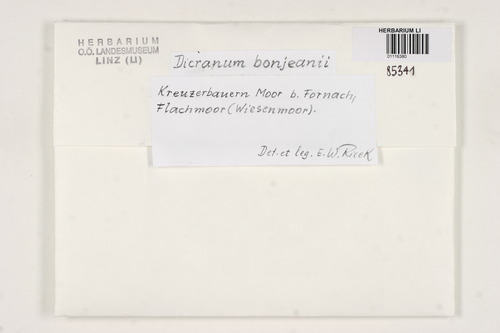 HERBARIUM
O.Ö. LANDESMUSEUM
LINZ (LI)
HERBARIUM LI
01116380
85341
Dicranum bonjeanii
Kreuzerbauern Moor b. Fornach,
Flachmoor (Wiesenmoor).
Det. et leg. E.W. Ricek